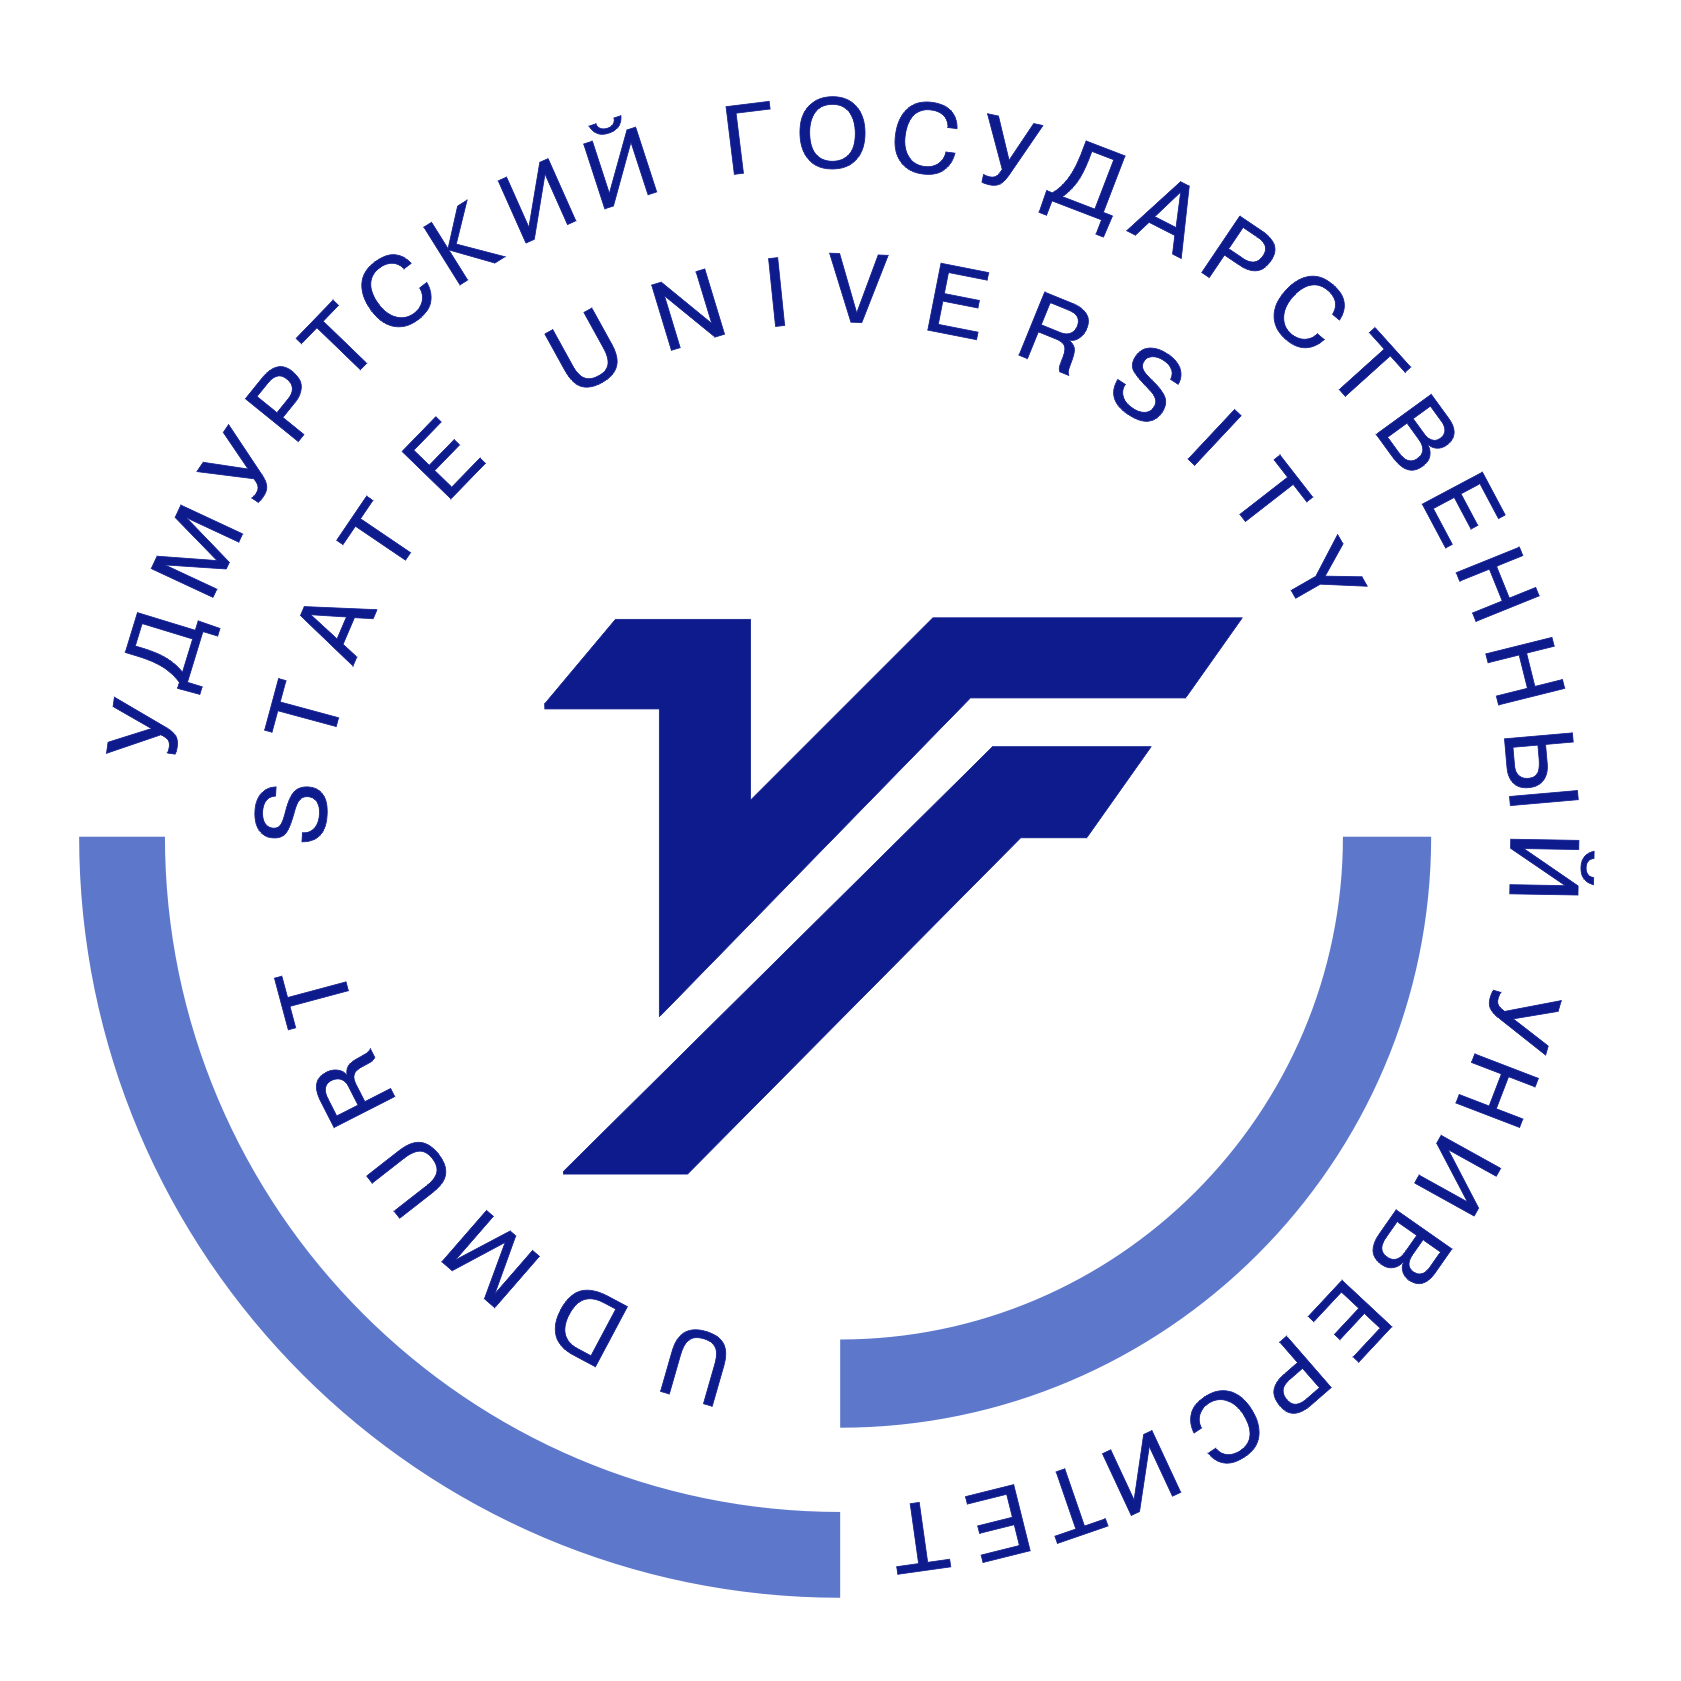 УДМУРТСКИЙ ГОСУДАРСТВЕННЫЙ УНИВЕРСИТЕТ
UDMURT STATE UNIVERSITY